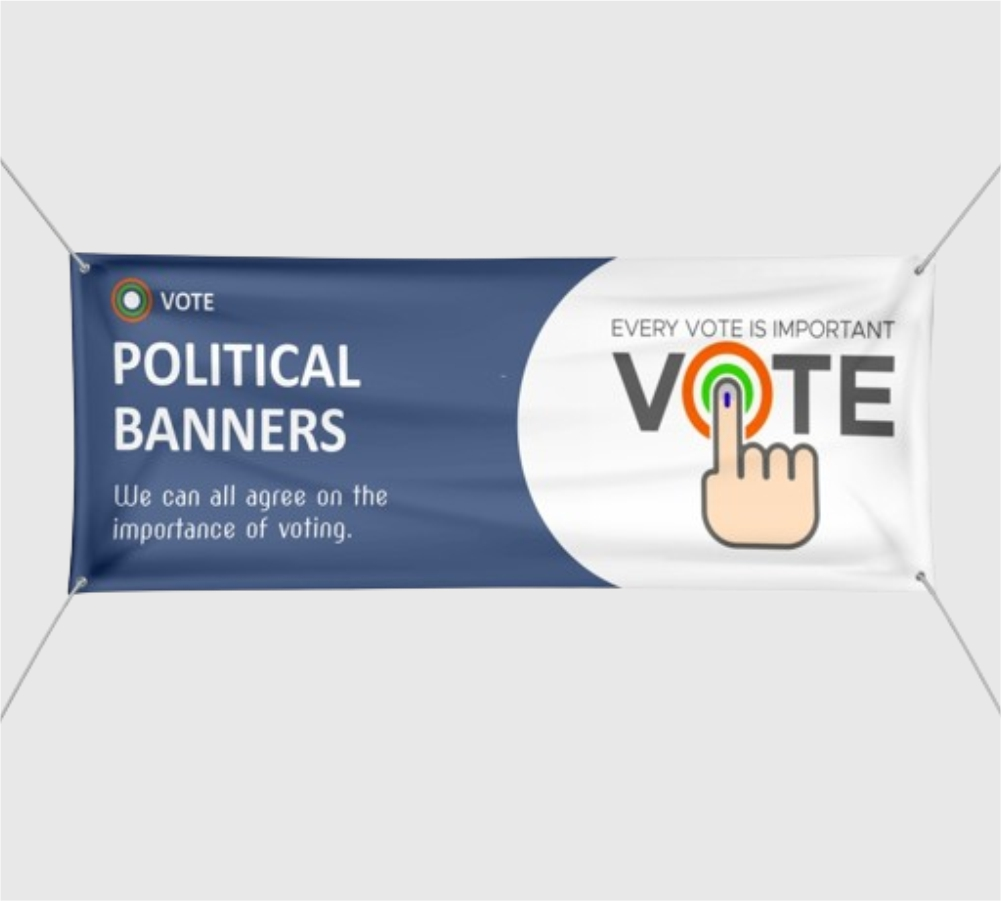 VOTE
POLITICAL
BANNERS
We can all agree on the
importance of voting.
EVERY VOTE IS IMPORTANT
VOTE